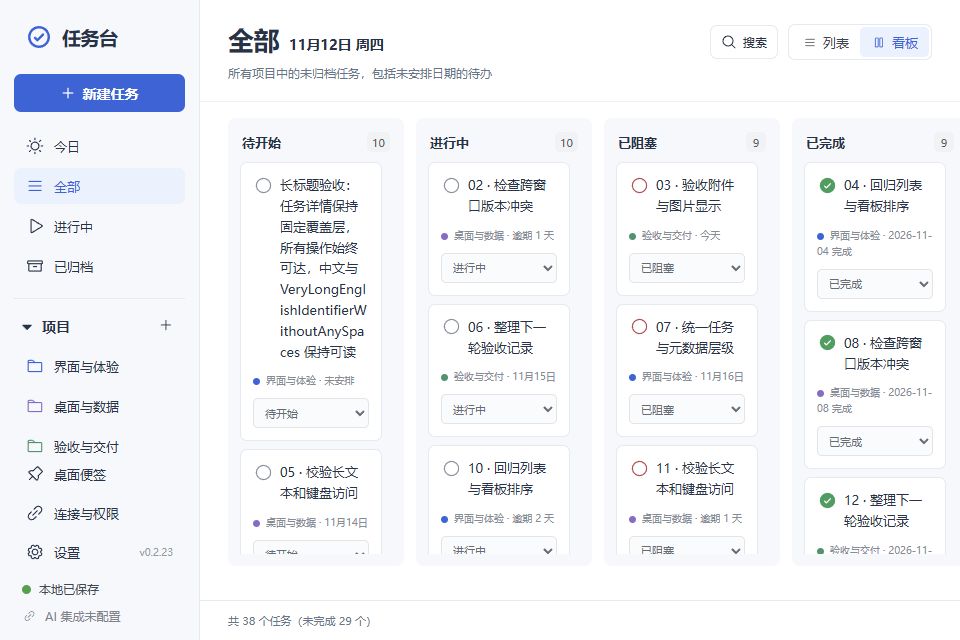 任务台
新建任务
今日
全部
进行中
已归档
项目
界面与体验
桌面与数据
验收与交付
桌面便签
连接与权限
设置 v0.2.23
本地已保存
AI 集成未配置
全部 11月12日 周四
所有项目中的未归档任务，包括未安排日期的待办
搜索
列表
看板
待开始 10
长标题验收：
任务详情保持
固定覆盖层，
所有操作始终
可达，中文与
VeryLongEngl
ishIdentifierW
ithoutAnySpa
ces 保持可读
界面与体验 · 未安排
待开始
05 · 校验长文
本和键盘访问
桌面与数据 · 11月14日
待开始
进行中 10
02 · 检查跨窗
口版本冲突
桌面与数据 · 逾期 1 天
进行中
06 · 整理下一
轮验收记录
验收与交付 · 11月15日
进行中
10 · 回归列表
与看板排序
界面与体验 · 逾期 2 天
进行中
已阻塞 9
03 · 验收附件
与图片显示
验收与交付 · 今天
已阻塞
07 · 统一任务
与元数据层级
界面与体验 · 11月16日
已阻塞
11 · 校验长文
本和键盘访问
桌面与数据 · 逾期 1 天
已阻塞
已完成 9
04 · 回归列表
与看板排序
界面与体验 · 2026-11-
04 完成
已完成
08 · 检查跨窗
口版本冲突
桌面与数据 · 2026-11-
08 完成
已完成
12 · 整理下一
轮验收记录
验收与交付 · 2026-11-
共 38 个任务（未完成 29 个）